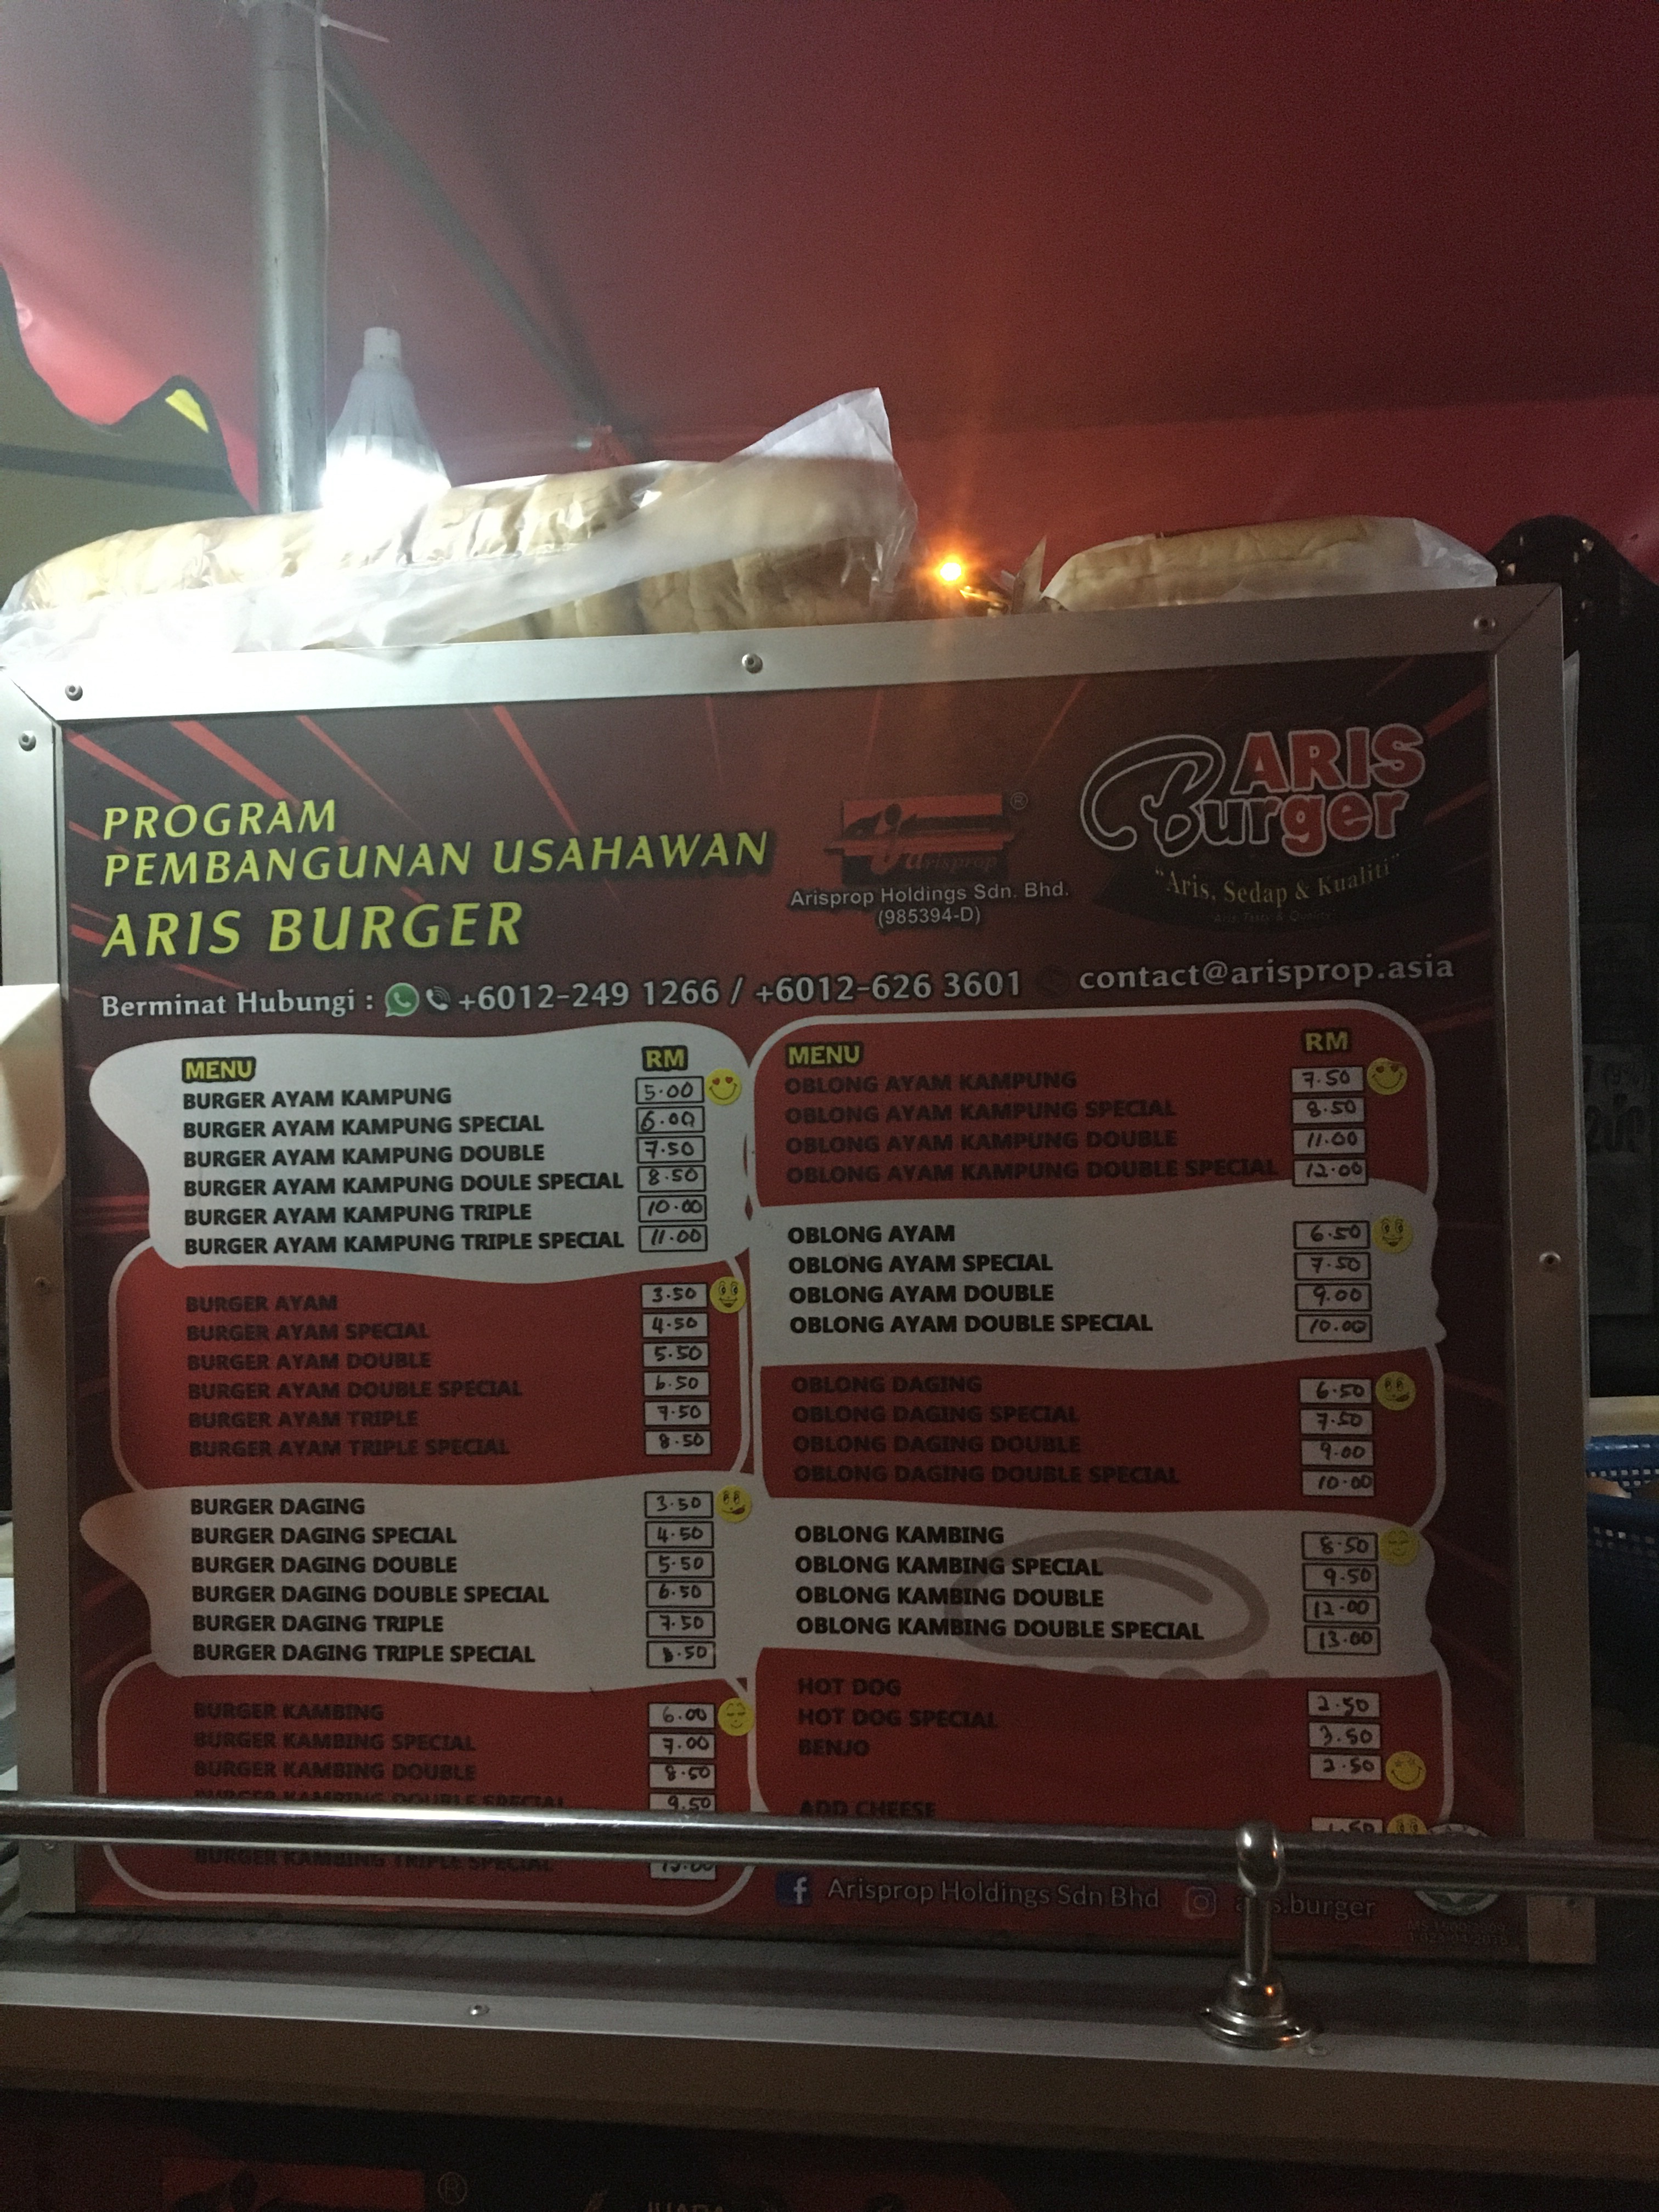 PROGRAM
PEMBANGUNAN USAHAWAN
ARIS BURGER
arisprop
®
Arisprop Holdings Sdn. Bhd.
(985394-D)
ARIS
Burger
"Aris, Sedap & Kualiti"
Berminat Hubungi : +6012-249 1266 / +6012-626 3601 contact@arisprop.asia
MENU RM
BURGER AYAM KAMPUNG 5.00
BURGER AYAM KAMPUNG SPECIAL 6.00
BURGER AYAM KAMPUNG DOUBLE 7.50
BURGER AYAM KAMPUNG DOULE SPECIAL 8.50
BURGER AYAM KAMPUNG TRIPLE 10.00
BURGER AYAM KAMPUNG TRIPLE SPECIAL 11.00
BURGER AYAM 3.50
BURGER AYAM SPECIAL 4.50
BURGER AYAM DOUBLE 5.50
BURGER AYAM DOUBLE SPECIAL 6.50
BURGER AYAM TRIPLE 7.50
BURGER AYAM TRIPLE SPECIAL 8.50
BURGER DAGING 3.50
BURGER DAGING SPECIAL 4.50
BURGER DAGING DOUBLE 5.50
BURGER DAGING DOUBLE SPECIAL 6.50
BURGER DAGING TRIPLE 7.50
BURGER DAGING TRIPLE SPECIAL 8.50
BURGER KAMBING 6.00
BURGER KAMBING SPECIAL 7.00
BURGER KAMBING DOUBLE 8.50
BURGER KAMBING DOUBLE SPECIAL 9.50
BURGER KAMBING TRIPLE SPECIAL
MENU RM
OBLONG AYAM KAMPUNG 7.50
OBLONG AYAM KAMPUNG SPECIAL 8.50
OBLONG AYAM KAMPUNG DOUBLE 11.00
OBLONG AYAM KAMPUNG DOUBLE SPECIAL 12.00
OBLONG AYAM 6.50
OBLONG AYAM SPECIAL 7.50
OBLONG AYAM DOUBLE 9.00
OBLONG AYAM DOUBLE SPECIAL 10.00
OBLONG DAGING 6.50
OBLONG DAGING SPECIAL 7.50
OBLONG DAGING DOUBLE 9.00
OBLONG DAGING DOUBLE SPECIAL 10.00
OBLONG KAMBING 8.50
OBLONG KAMBING SPECIAL 9.50
OBLONG KAMBING DOUBLE 12.00
OBLONG KAMBING DOUBLE SPECIAL 13.00
HOT DOG 2.50
HOT DOG SPECIAL 3.50
BENJO 2.50
ADD CHEESE 1.50
Arisprop Holdings Sdn Bhd
®